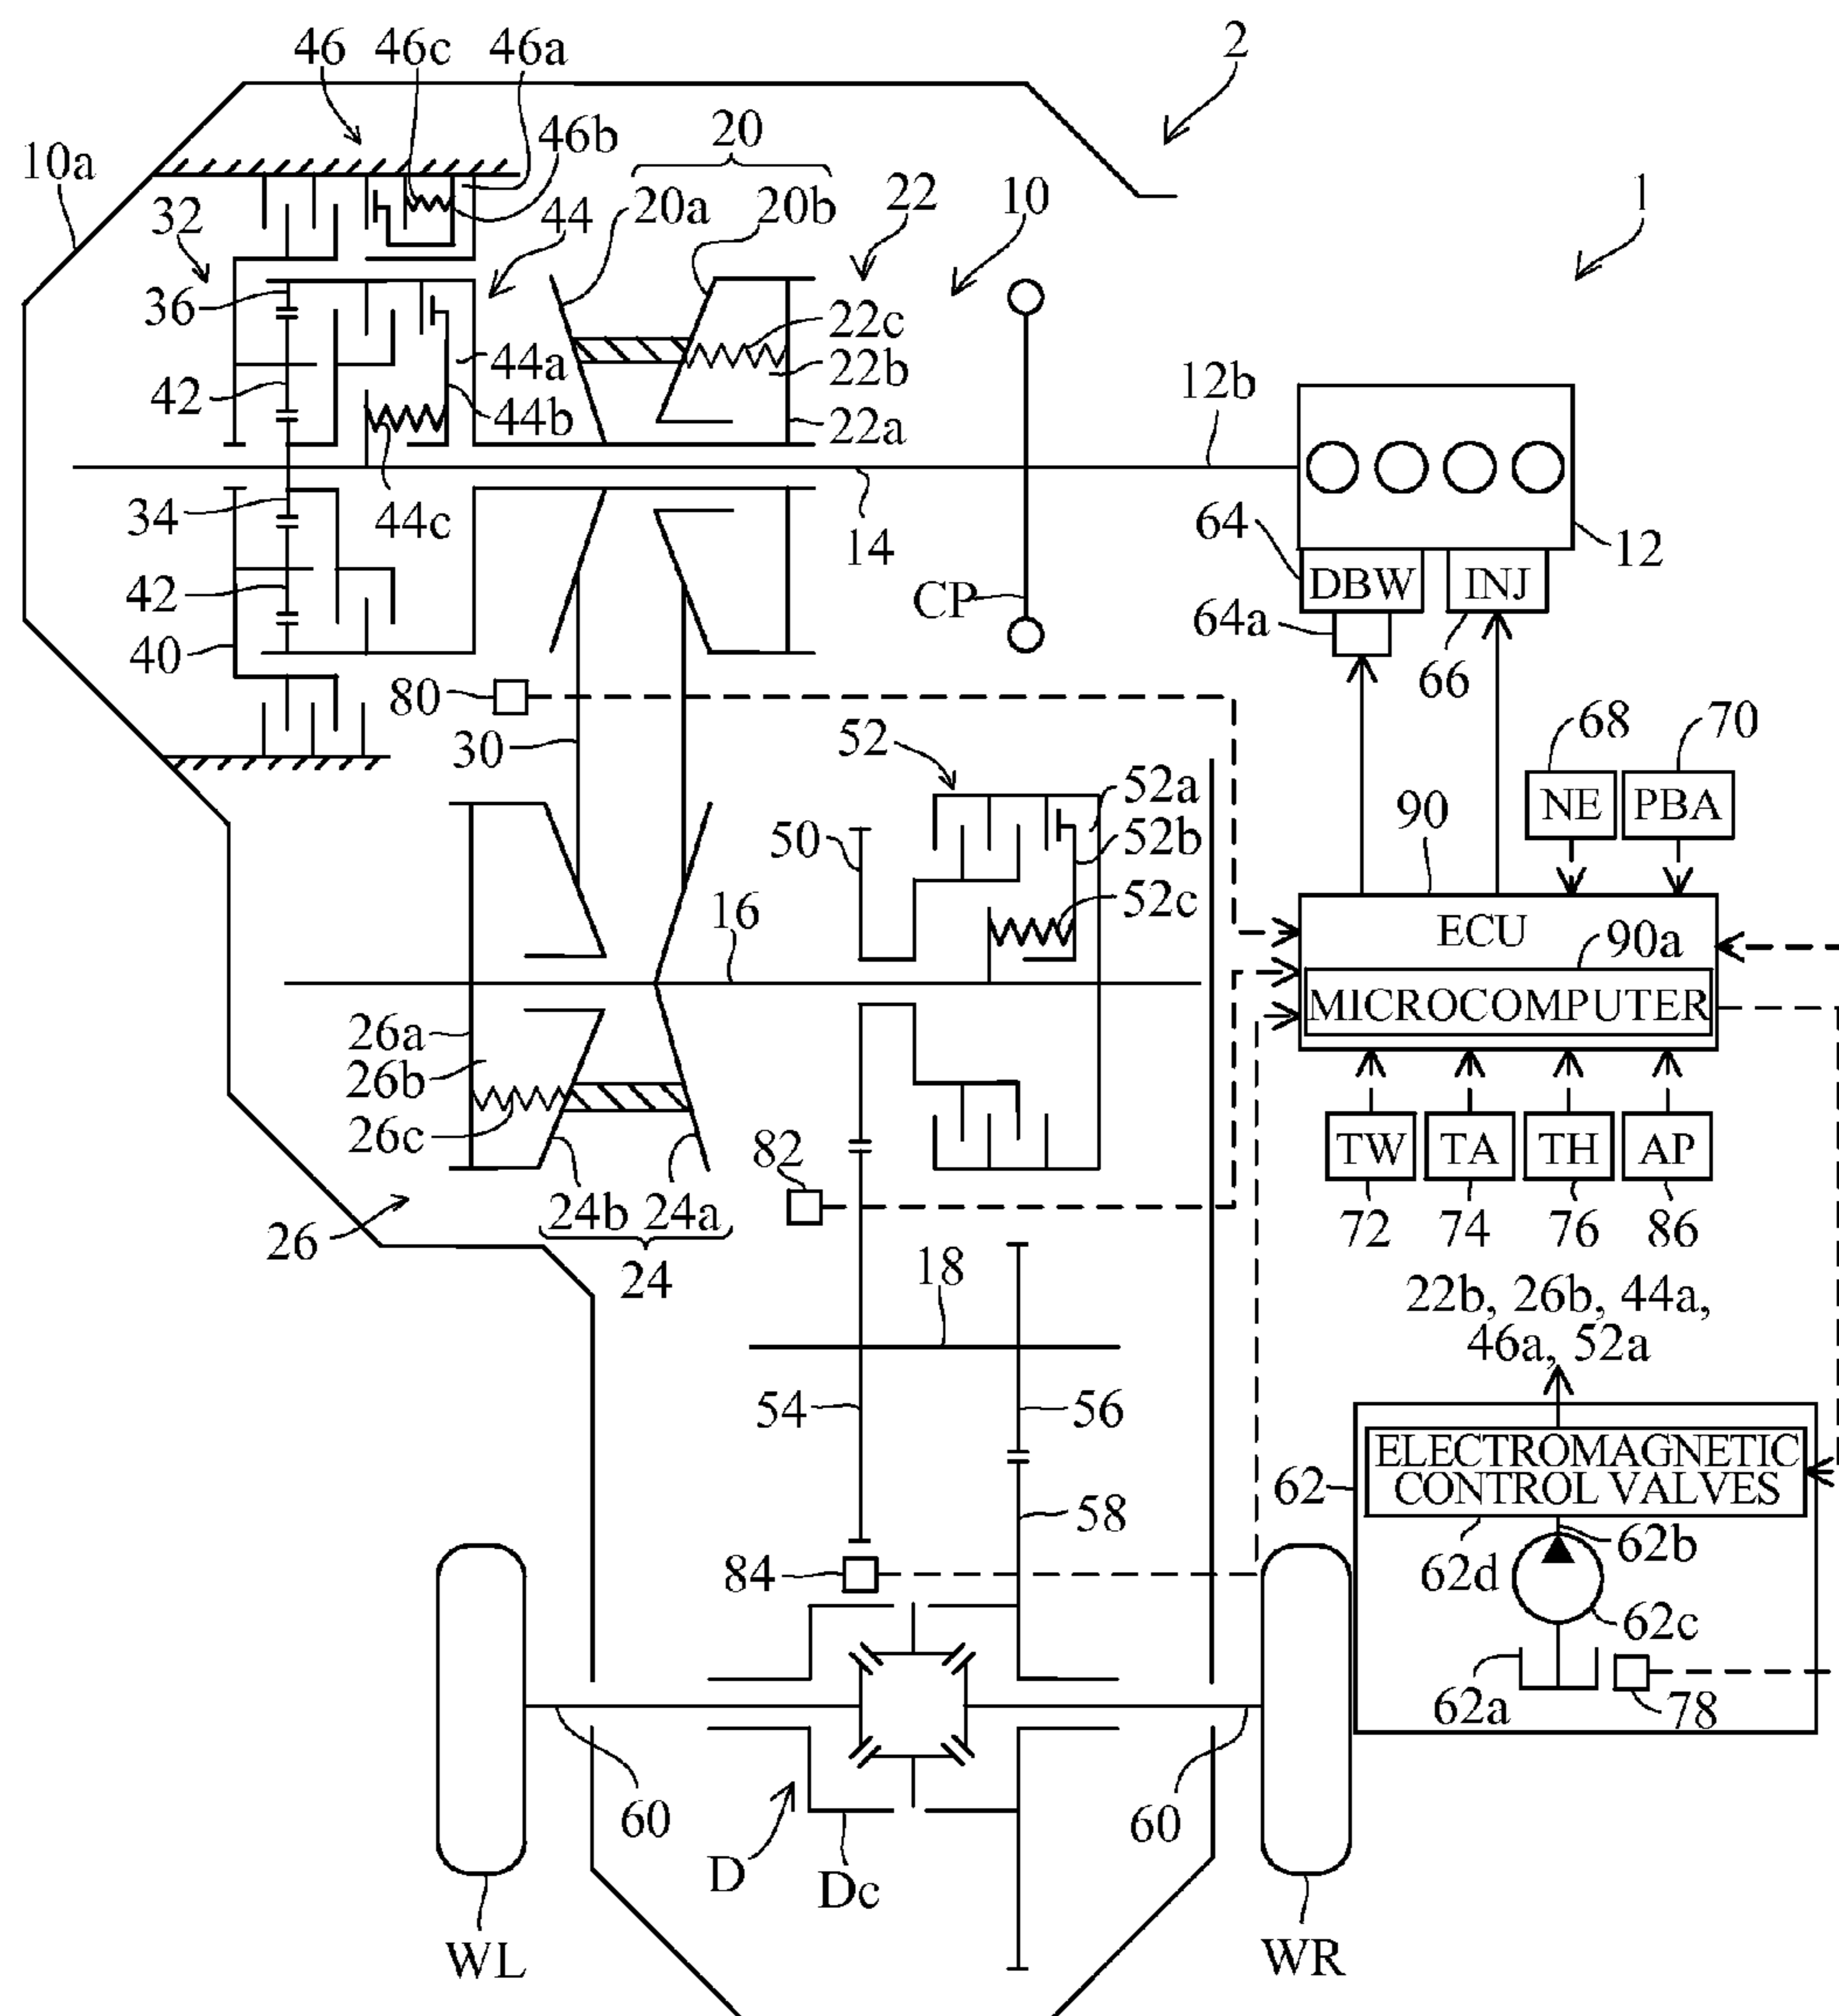 46 46c 46a
2
46b
20
10a
32
44
20a 20b
22
10
1
36
22c
44a
22b
12b
42
44b
22a
34
44c
14
64
12
DBW INJ
42
CP
64a
40
66
80
68 70
30
52
52a
NE PBA
90
50
52b
52c
16
ECU
90a
26a
MICROCOMPUTER
26b
26c
82
TW TA TH AP
24b 24a
72 74 76 86
26
24
18
22b, 26b, 44a,
46a, 52a
54
56
ELECTROMAGNETIC
CONTROL VALVES
62
58
62b
84
62d
62c
62a
78
60
60
D
Dc
WL
WR